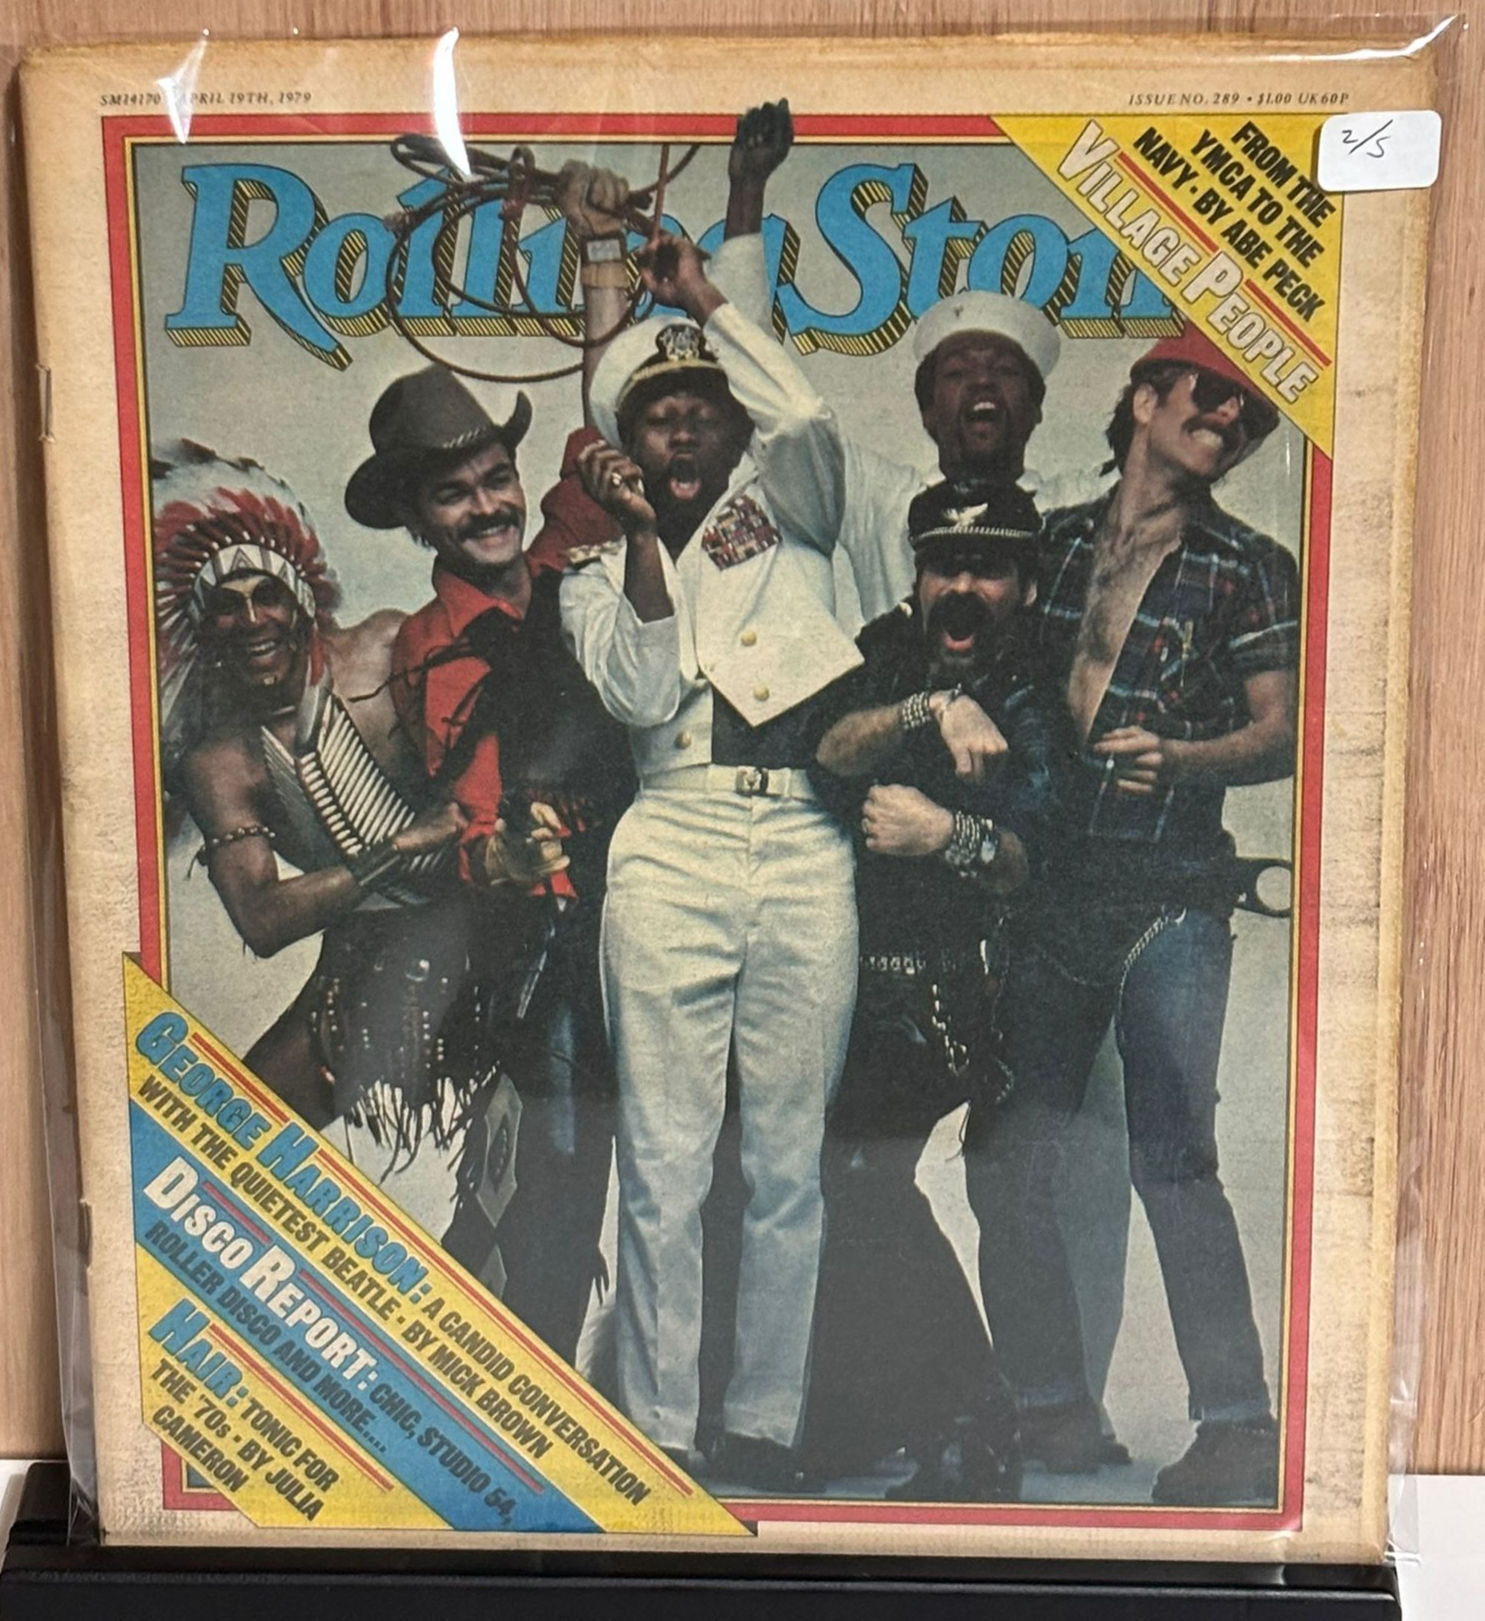 SM14170 APRIL 19TH, 1979
ISSUE NO. 289 • $1.00 UK 60P
2/5
Rolling Stone
FROM THE
YMCA TO THE
NAVY • BY ABE PECK
VILLAGE PEOPLE
GEORGE HARRISON: A CANDID CONVERSATION
WITH THE QUIETEST BEATLE • BY MICK BROWN
DISCO REPORT: CHIC, STUDIO 54,
ROLLER DISCO AND MORE....
HAIR: TONIC FOR
THE '70s • BY JULIA
CAMERON